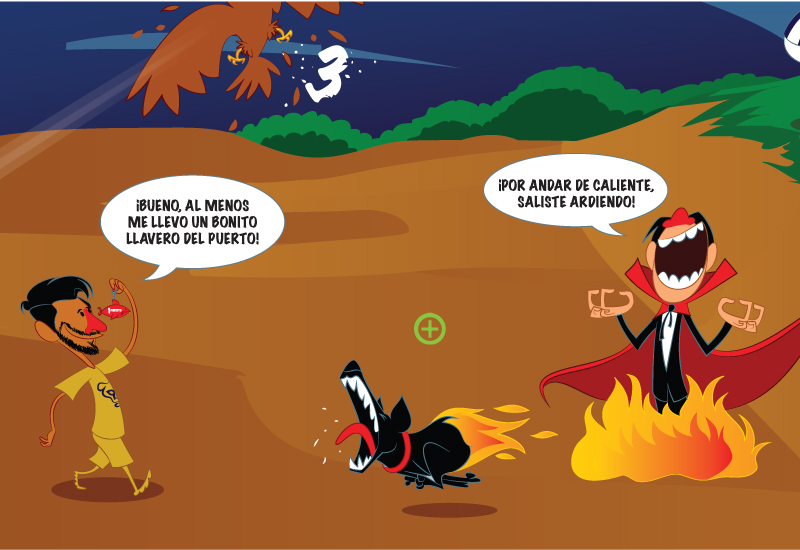 3
¡BUENO, AL MENOS
ME LLEVO UN BONITO
LLAVERO DEL PUERTO!
¡POR ANDAR DE CALIENTE,
SALISTE ARDIENDO!